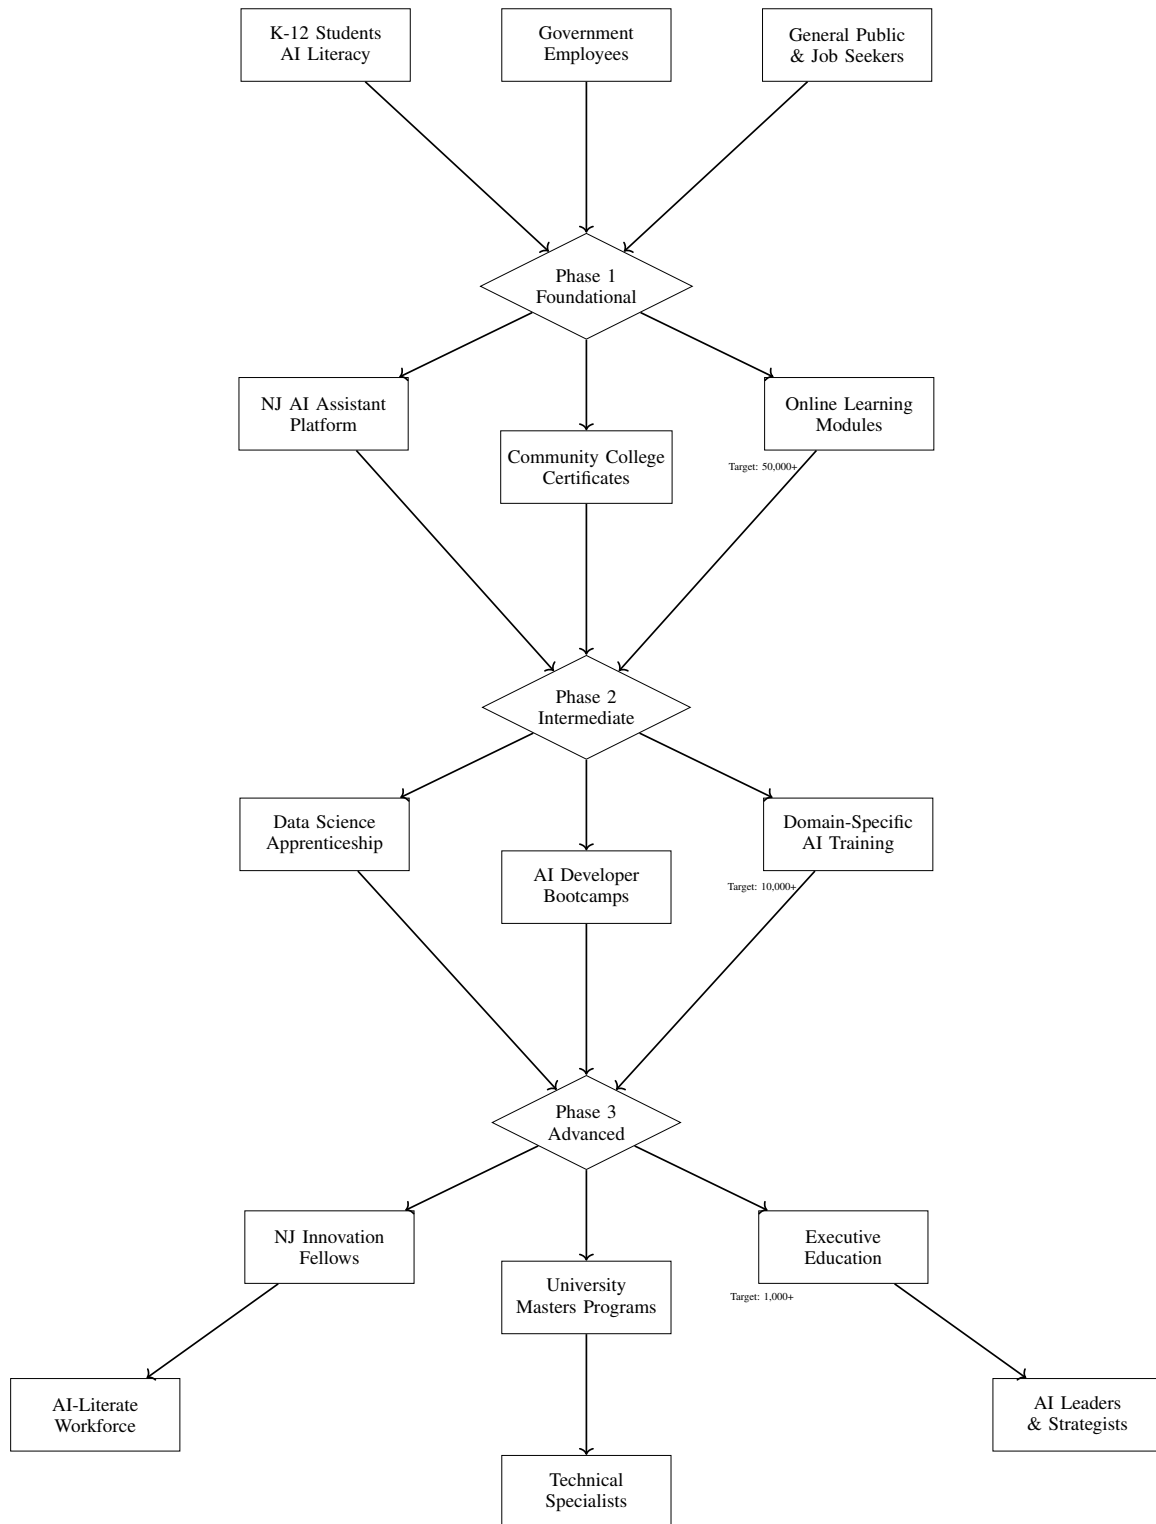 K-12 Students
AI Literacy
Government
Employees
General Public
& Job Seekers
Phase 1
Foundational
NJ AI Assistant
Platform
Community College
Certificates
Online Learning
Modules
Target: 50,000+
Phase 2
Intermediate
Data Science
Apprenticeship
AI Developer
Bootcamps
Domain-Specific
AI Training
Target: 10,000+
Phase 3
Advanced
NJ Innovation
Fellows
University
Masters Programs
Executive
Education
Target: 1,000+
AI-Literate
Workforce
Technical
Specialists
AI Leaders
& Strategists